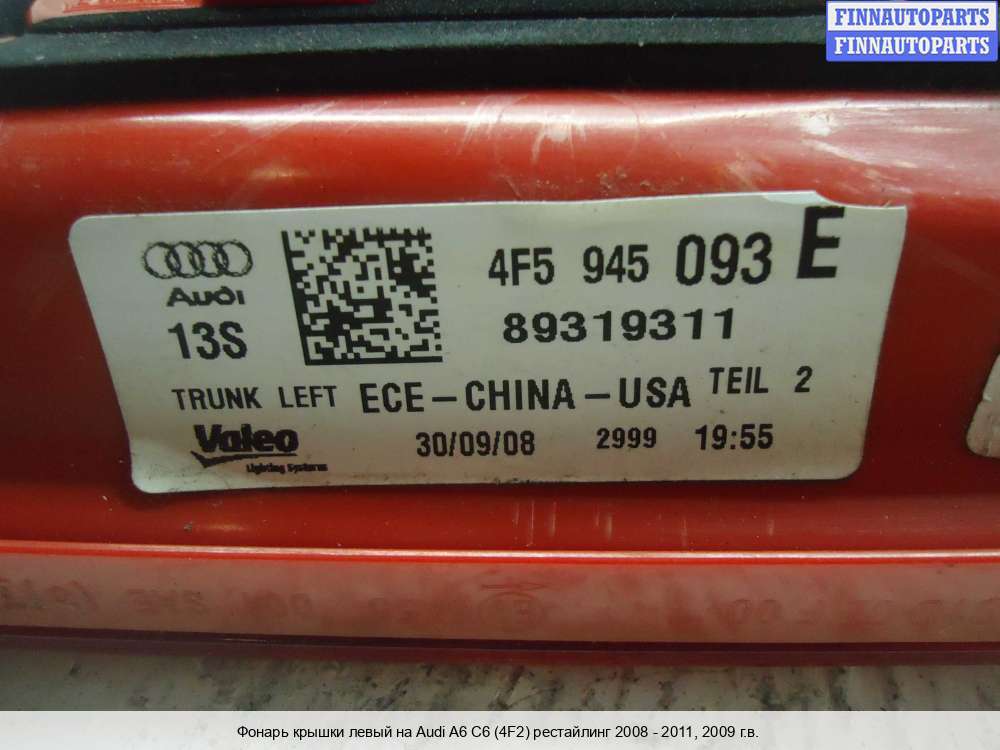 FINNAUTOPARTS
FINNAUTOPARTS
4F5 945 093 E
Audi
13S
89319311
TRUNK LEFT ECE-CHINA-USA TEIL 2
Valeo
Lighting Systems
30/09/08 2999 19:55
Фонарь крышки левый на Audi A6 C6 (4F2) рестайлинг 2008 - 2011, 2009 г.в.